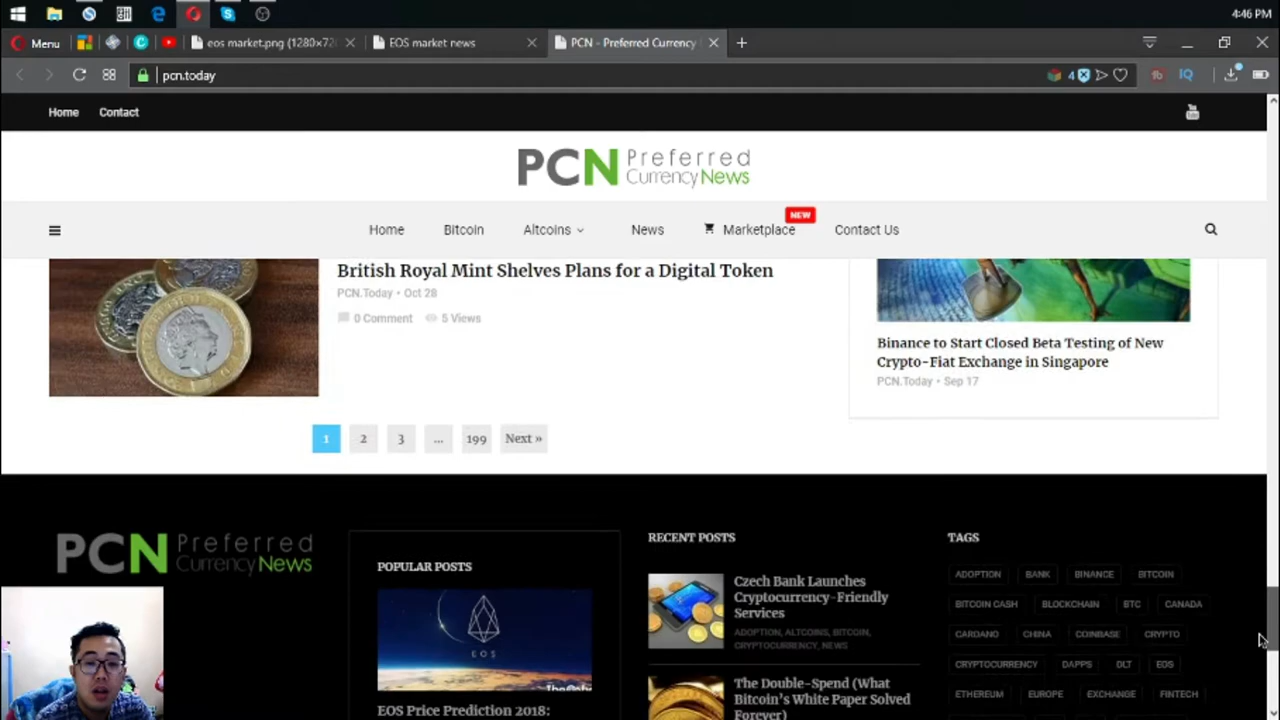 4:46 PM
Menu
eos market.png (1280×72
EOS market news
PCN - Preferred Currency
pcn.today
4
Home
Contact
PCN Preferred
Currency News
NEW
Home
Bitcoin
Altcoins
News
Marketplace
Contact Us
British Royal Mint Shelves Plans for a Digital Token
PCN.Today • Oct 28
0 Comment
5 Views
Binance to Start Closed Beta Testing of New
Crypto-Fiat Exchange in Singapore
PCN.Today • Sep 17
1
2
3
...
199
Next »
PCN Preferred
Currency News
POPULAR POSTS
EOS
EOS Price Prediction 2018:
RECENT POSTS
Czech Bank Launches
Cryptocurrency-Friendly
Services
ADOPTION, ALTCOINS, BITCOIN,
CRYPTOCURRENCY, NEWS
The Double-Spend (What
Bitcoin's White Paper Solved
Forever)
TAGS
ADOPTION BANK BINANCE BITCOIN
BITCOIN CASH BLOCKCHAIN BTC CANADA
CARDANO CHINA COINBASE CRYPTO
CRYPTOCURRENCY DAPPS DLT EOS
ETHEREUM EUROPE EXCHANGE FINTECH